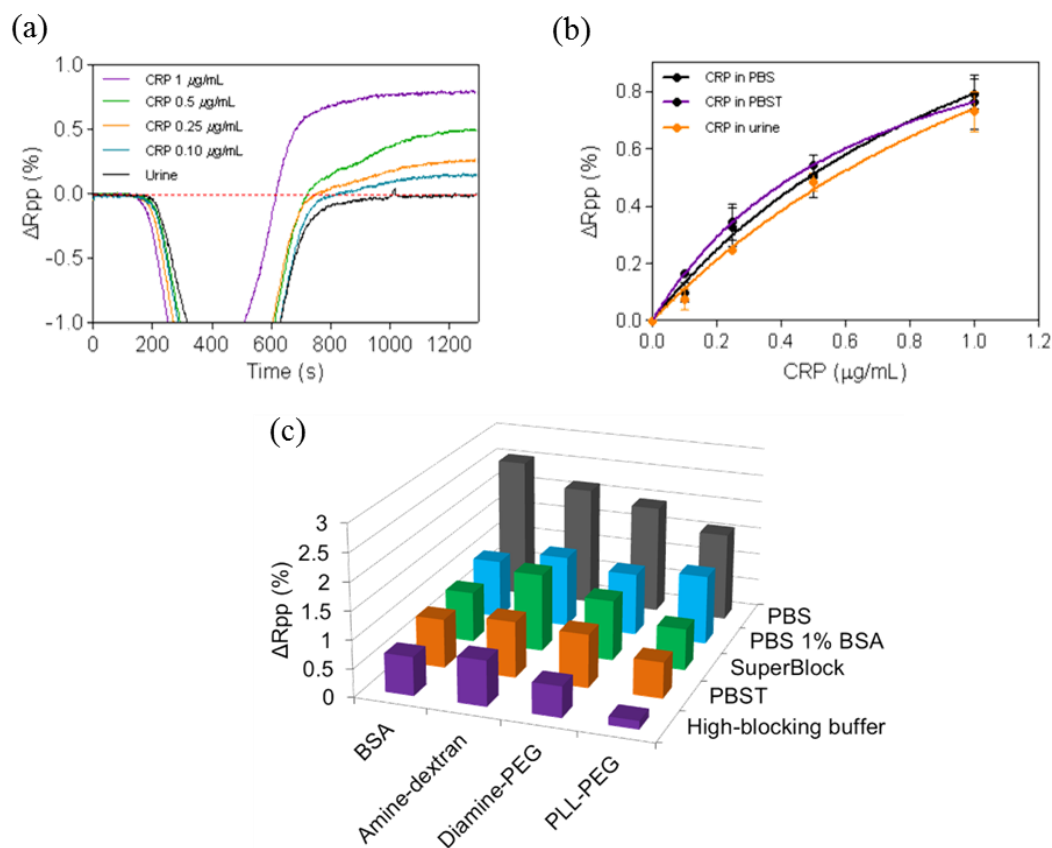 (a)
1.0
0.5
0.0
-0.5
-1.0
ΔRpp (%)
CRP 1 µg/mL
CRP 0.5 µg/mL
CRP 0.25 µg/mL
CRP 0.10 µg/mL
Urine
0 200 400 600 800 1000 1200
Time (s)
(b)
0.8
0.6
0.4
0.2
0.0
ΔRpp (%)
CRP in PBS
CRP in PBST
CRP in urine
0.0 0.2 0.4 0.6 0.8 1.0 1.2
CRP (µg/mL)
(c)
3
2.5
2
1.5
1
0.5
0
ΔRpp (%)
PBS
PBS 1% BSA
SuperBlock
PBST
High-blocking buffer
BSA
Amine-dextran
Diamine-PEG
PLL-PEG